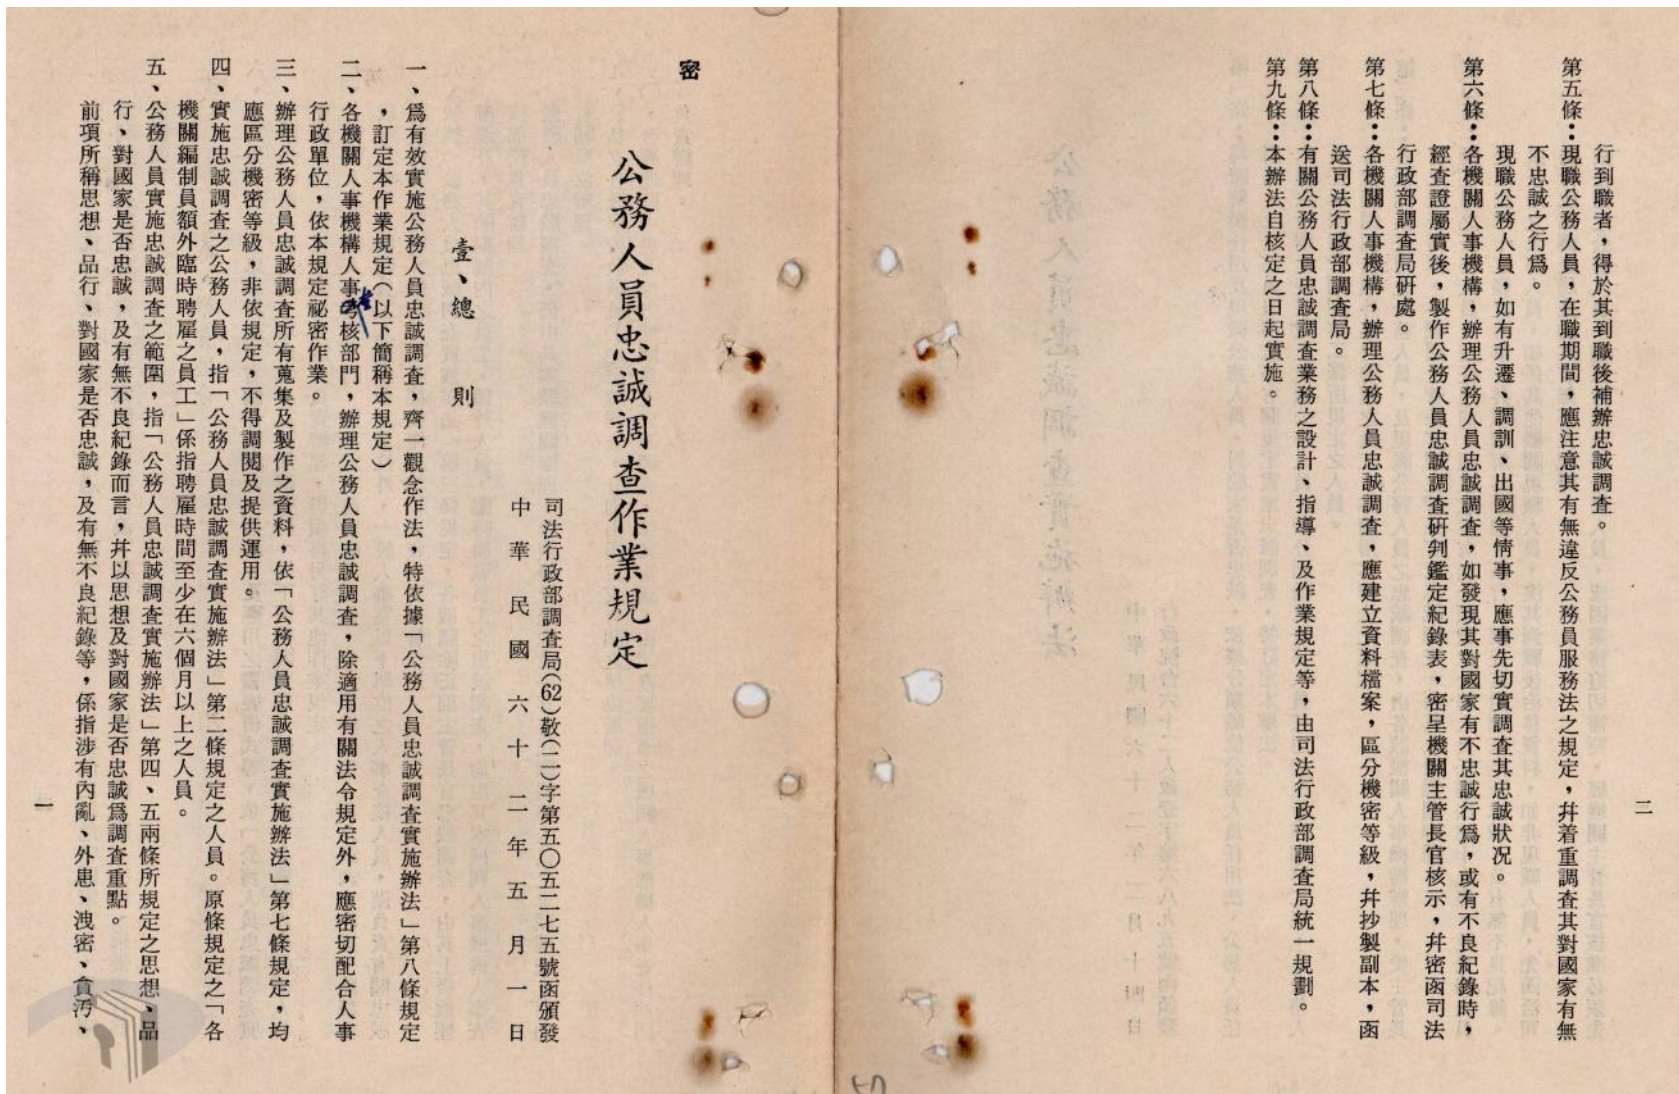 二
行到職者，得於其到職後補辦忠誠調查。
第五條：現職公務人員，在職期間，應注意其有無違反公務員服務法之規定，幷着重調查其對國家有無
不忠誠之行爲。
現職公務人員，如有升遷、調訓、出國等情事，應事先切實調查其忠誠狀况。
第六條：各機關人事機構，辦理公務人員忠誠調查，如發現其對國家有不忠誠行爲，或有不良紀錄時，
經查證屬實後，製作公務人員忠誠調查硏判鑑定紀錄表，密呈機關主管長官核示，幷密函司法
行政部調查局硏處。
第七條：各機關人事機構，辦理公務人員忠誠調查，應建立資料檔案，區分機密等級，幷抄製副本，函
送司法行政部調查局。
第八條：有關公務人員忠誠調查業務之設計、指導、及作業規定等，由司法行政部調查局統一規劃。
第九條：本辦法自核定之日起實施。
密
公務人員忠誠調查作業規定
司法行政部調查局(62)敬(二)字第五〇五二七五號函頒發
中華民國六十二年五月一日
壹、總則
一、爲有效實施公務人員忠誠調查，齊一觀念作法，特依據「公務人員忠誠調查實施辦法」第八條規定
，訂定本作業規定(以下簡稱本規定)
二、各機關人事機構人事考核部門，辦理公務人員忠誠調查，除適用有關法令規定外，應密切配合人事
行政單位，依本規定祕密作業。
三、辦理公務人員忠誠調查所有蒐集及製作之資料，依「公務人員忠誠調查實施辦法」第七條規定，均
應區分機密等級，非依規定，不得調閱及提供運用。
四、實施忠誠調查之公務人員，指「公務人員忠誠調查實施辦法」第二條規定之人員。原條規定之「各
機關編制員額外臨時聘雇之員工」係指聘雇時間至少在六個月以上之人員。
五、公務人員實施忠誠調查之範圍，指「公務人員忠誠調查實施辦法」第四、五兩條所規定之思想、品
行、對國家是否忠誠，及有無不良紀錄而言，幷以思想及對國家是否忠誠爲調查重點。
前項所稱思想、品行、對國家是否忠誠，及有無不良紀錄等，係指涉有內亂、外患、洩密、貪汚、
一